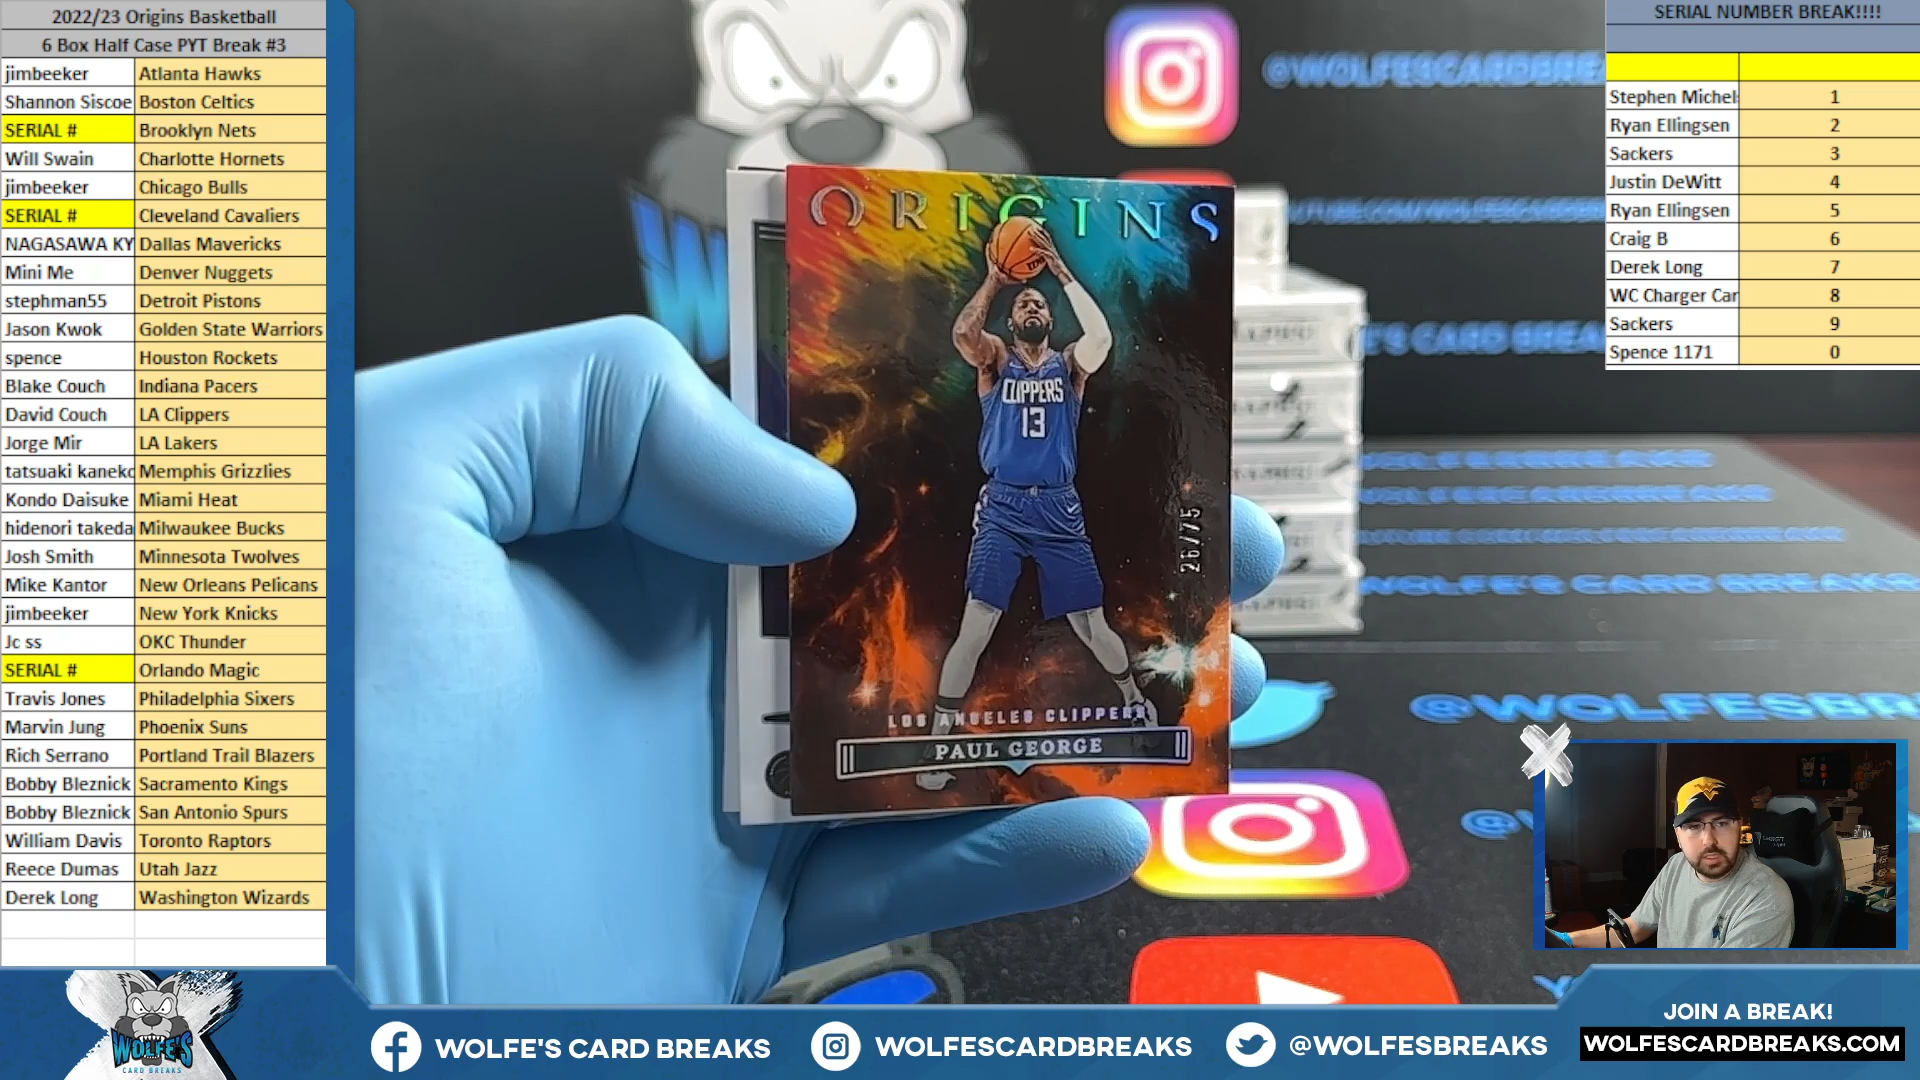 2022/23 Origins Basketball
6 Box Half Case PYT Break #3
jimbeeker Atlanta Hawks
Shannon Siscoe Boston Celtics
SERIAL # Brooklyn Nets
Will Swain Charlotte Hornets
jimbeeker Chicago Bulls
SERIAL # Cleveland Cavaliers
NAGASAWA KY Dallas Mavericks
Mini Me Denver Nuggets
stephman55 Detroit Pistons
Jason Kwok Golden State Warriors
spence Houston Rockets
Blake Couch Indiana Pacers
David Couch LA Clippers
Jorge Mir LA Lakers
tatsuaki kaneko Memphis Grizzlies
Kondo Daisuke Miami Heat
hidenori takeda Milwaukee Bucks
Josh Smith Minnesota Twolves
Mike Kantor New Orleans Pelicans
jimbeeker New York Knicks
Jc ss OKC Thunder
SERIAL # Orlando Magic
Travis Jones Philadelphia Sixers
Marvin Jung Phoenix Suns
Rich Serrano Portland Trail Blazers
Bobby Bleznick Sacramento Kings
Bobby Bleznick San Antonio Spurs
William Davis Toronto Raptors
Reece Dumas Utah Jazz
Derek Long Washington Wizards
ORIGINS
CLIPPERS
13
26/75
LOS ANGELES CLIPPERS
PAUL GEORGE
@WOLFESCARDBREA
@WOLFESBR
SERIAL NUMBER BREAK!!!!
Stephen Michel 1
Ryan Ellingsen 2
Sackers 3
Justin DeWitt 4
Ryan Ellingsen 5
Craig B 6
Derek Long 7
WC Charger Car 8
Sackers 9
Spence 1171 0
WOLFE'S
CARD BREAKS
WOLFE'S CARD BREAKS
WOLFESCARDBREAKS
@WOLFESBREAKS
JOIN A BREAK!
WOLFESCARDBREAKS.COM